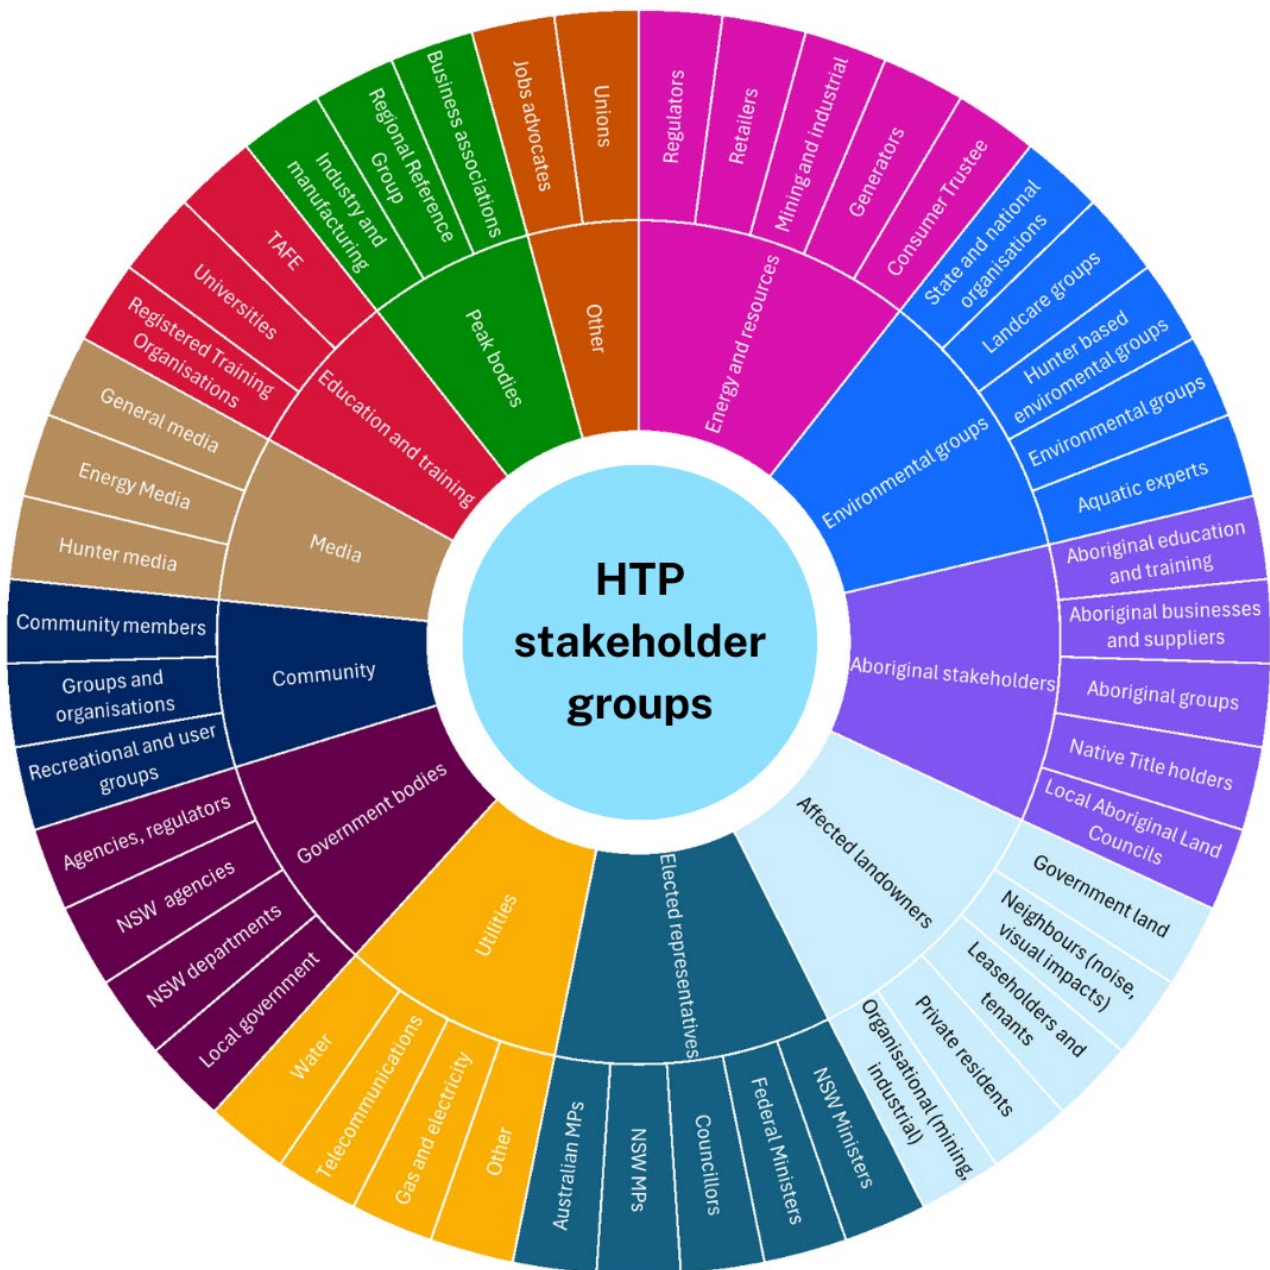 HTP
stakeholder
groups
Energy and resources
Regulators
Retailers
Mining and industrial
Generators
Consumer Trustee
Environmental groups
State and national
organisations
Landcare groups
Hunter based
enviromental groups
Environmental groups
Aquatic experts
Aboriginal stakeholders
Aboriginal education
and training
Aboriginal businesses
and suppliers
Aboriginal groups
Native Title holders
Local Aboriginal Land
Councils
Affected landowners
Government land
Neighbours (noise,
visual impacts)
Leaseholders and
tenants
Private residents
Organisational (mining,
industrial)
Elected representatives
NSW Ministers
Federal Ministers
Councillors
NSW MPs
Australian MPs
Utilities
Other
Gas and electricity
Telecommunications
Water
Government bodies
Local government
NSW departments
NSW agencies
Agencies, regulators
Community
Recreational and user
groups
Groups and
organisations
Community members
Media
Hunter media
Energy Media
General media
Education and training
Registered Training
Organisations
Universities
TAFE
Peak bodies
Industry and
manufacturing
Regional Reference
Group
Business associations
Other
Jobs advocates
Unions